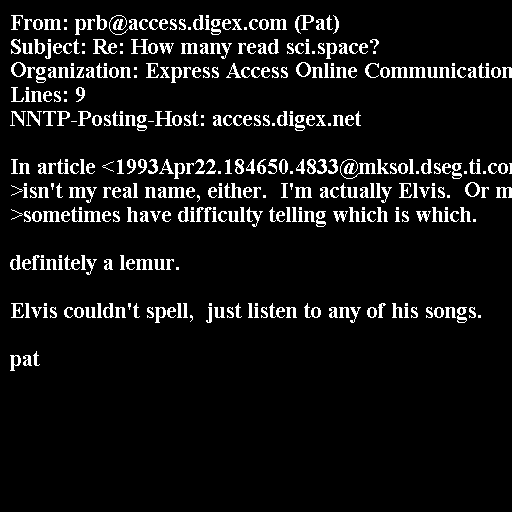 From: prb@access.digex.com (Pat)
Subject: Re: How many read sci.space?
Organization: Express Access Online Communication
Lines: 9
NNTP-Posting-Host: access.digex.net
In article <1993Apr22.184650.4833@mksol.dseg.ti.co
>isn't my real name, either.  I'm actually Elvis.  Or m
>sometimes have difficulty telling which is which.
definitely a lemur.
Elvis couldn't spell,  just listen to any of his songs.
pat